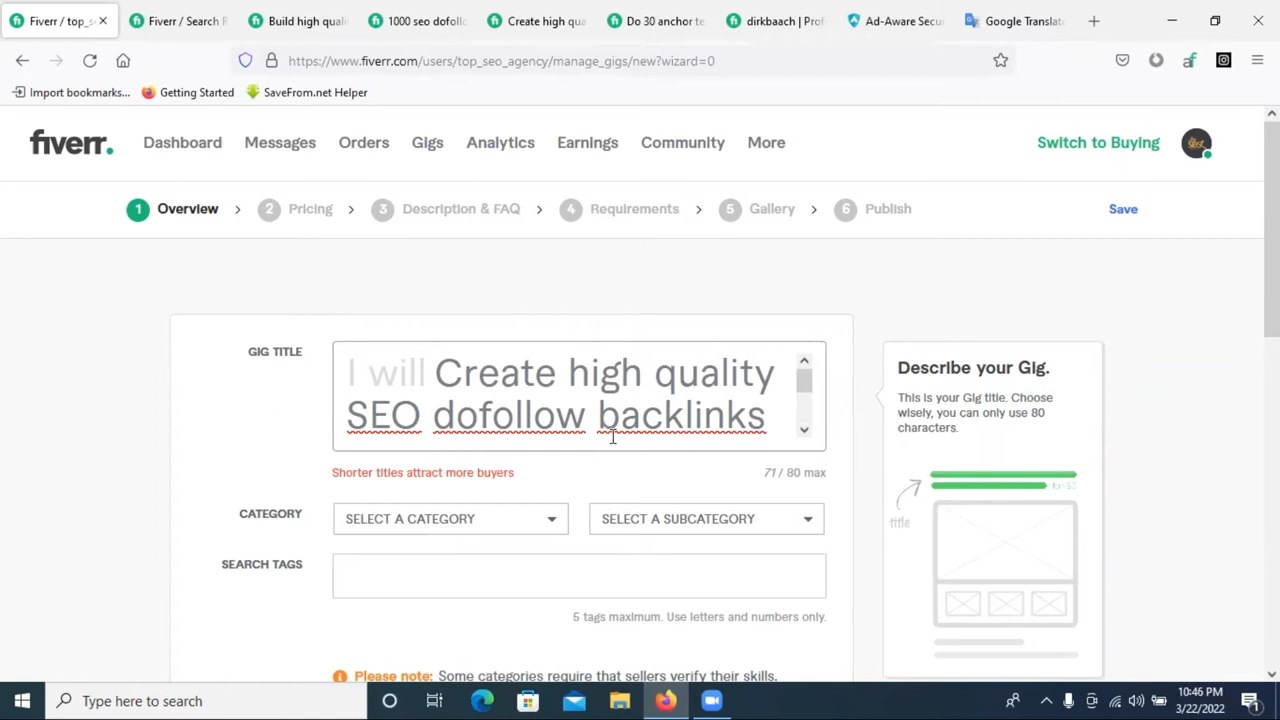 Fiverr / top_s
Fiverr / Search R
Build high quali
1000 seo dofollo
Create high qua
Do 30 anchor te
dirkbaach | Prof
Ad-Aware Secu
Google Translat
https://www.fiverr.com/users/top_seo_agency/manage_gigs/new?wizard=0
Import bookmarks...
Getting Started
SaveFrom.net Helper
fiverr.
Dashboard
Messages
Orders
Gigs
Analytics
Earnings
Community
More
Switch to Buying
1 Overview
2 Pricing
3 Description & FAQ
4 Requirements
5 Gallery
6 Publish
Save
GIG TITLE
I will Create high quality
SEO dofollow backlinks
Shorter titles attract more buyers
71 / 80 max
CATEGORY
SELECT A CATEGORY
SELECT A SUBCATEGORY
SEARCH TAGS
5 tags maximum. Use letters and numbers only.
Please note: Some categories require that sellers verify their skills.
Describe your Gig.
This is your Gig title. Choose
wisely, you can only use 80
characters.
for $5
title
Type here to search
10:46 PM
3/22/2022
1